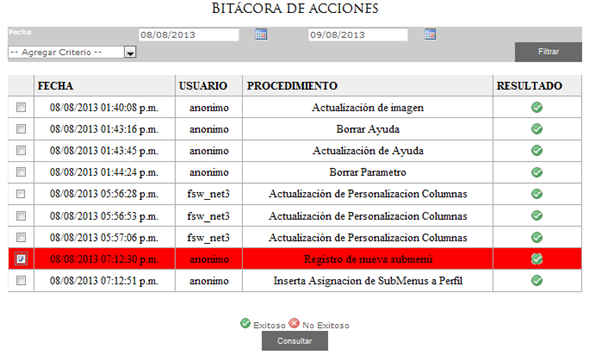 BITÁCORA DE ACCIONES
Fecha 08/08/2013 09/08/2013
-- Agregar Criterio -- Filtrar
FECHA USUARIO PROCEDIMIENTO RESULTADO
08/08/2013 01:40:08 p.m. anonimo Actualización de imagen
08/08/2013 01:43:16 p.m. anonimo Borrar Ayuda
08/08/2013 01:43:45 p.m. anonimo Actualización de Ayuda
08/08/2013 01:44:24 p.m. anonimo Borrar Parametro
08/08/2013 05:56:28 p.m. fsw_net3 Actualización de Personalizacion Columnas
08/08/2013 05:56:53 p.m. fsw_net3 Actualización de Personalizacion Columnas
08/08/2013 05:57:06 p.m. fsw_net3 Actualización de Personalizacion Columnas
08/08/2013 07:12:30 p.m. anonimo Registro de nueva submenú
08/08/2013 07:12:51 p.m. anonimo Inserta Asignacion de SubMenus a Perfil
Exitoso No Exitoso
Consultar